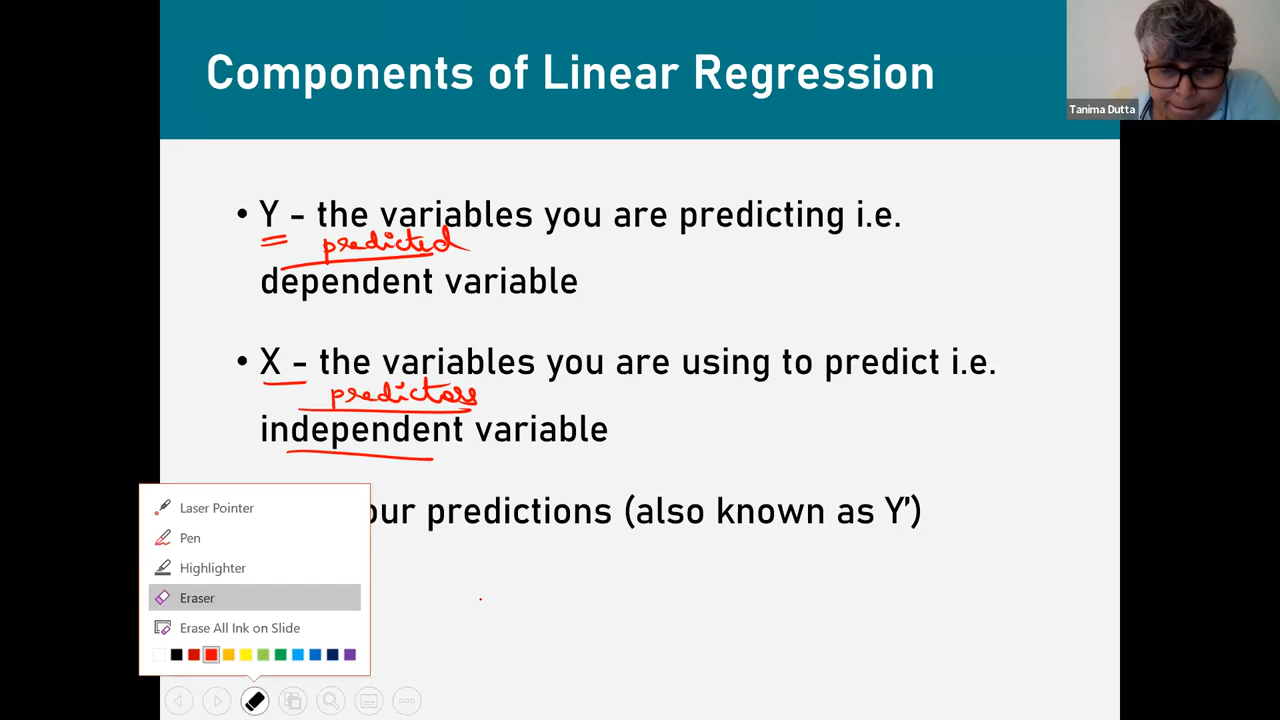 Components of Linear Regression
Tanima Dutta
• Y - the variables you are predicting i.e.
predicted
dependent variable
• X - the variables you are using to predict i.e.
predictors
independent variable
our predictions (also known as Y')
Laser Pointer
Pen
Highlighter
Eraser
Erase All Ink on Slide